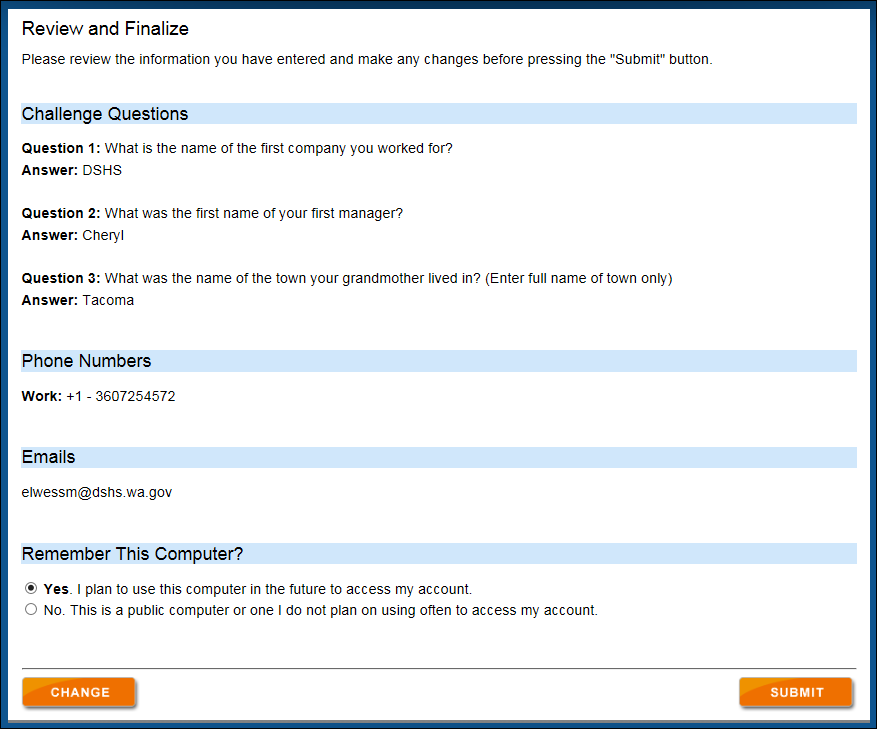 Review and Finalize
Please review the information you have entered and make any changes before pressing the "Submit" button.
Challenge Questions
Question 1: What is the name of the first company you worked for?
Answer: DSHS
Question 2: What was the first name of your first manager?
Answer: Cheryl
Question 3: What was the name of the town your grandmother lived in? (Enter full name of town only)
Answer: Tacoma
Phone Numbers
Work: +1 - 3607254572
Emails
elwessm@dshs.wa.gov
Remember This Computer?
Yes. I plan to use this computer in the future to access my account.
No. This is a public computer or one I do not plan on using often to access my account.
CHANGE
SUBMIT